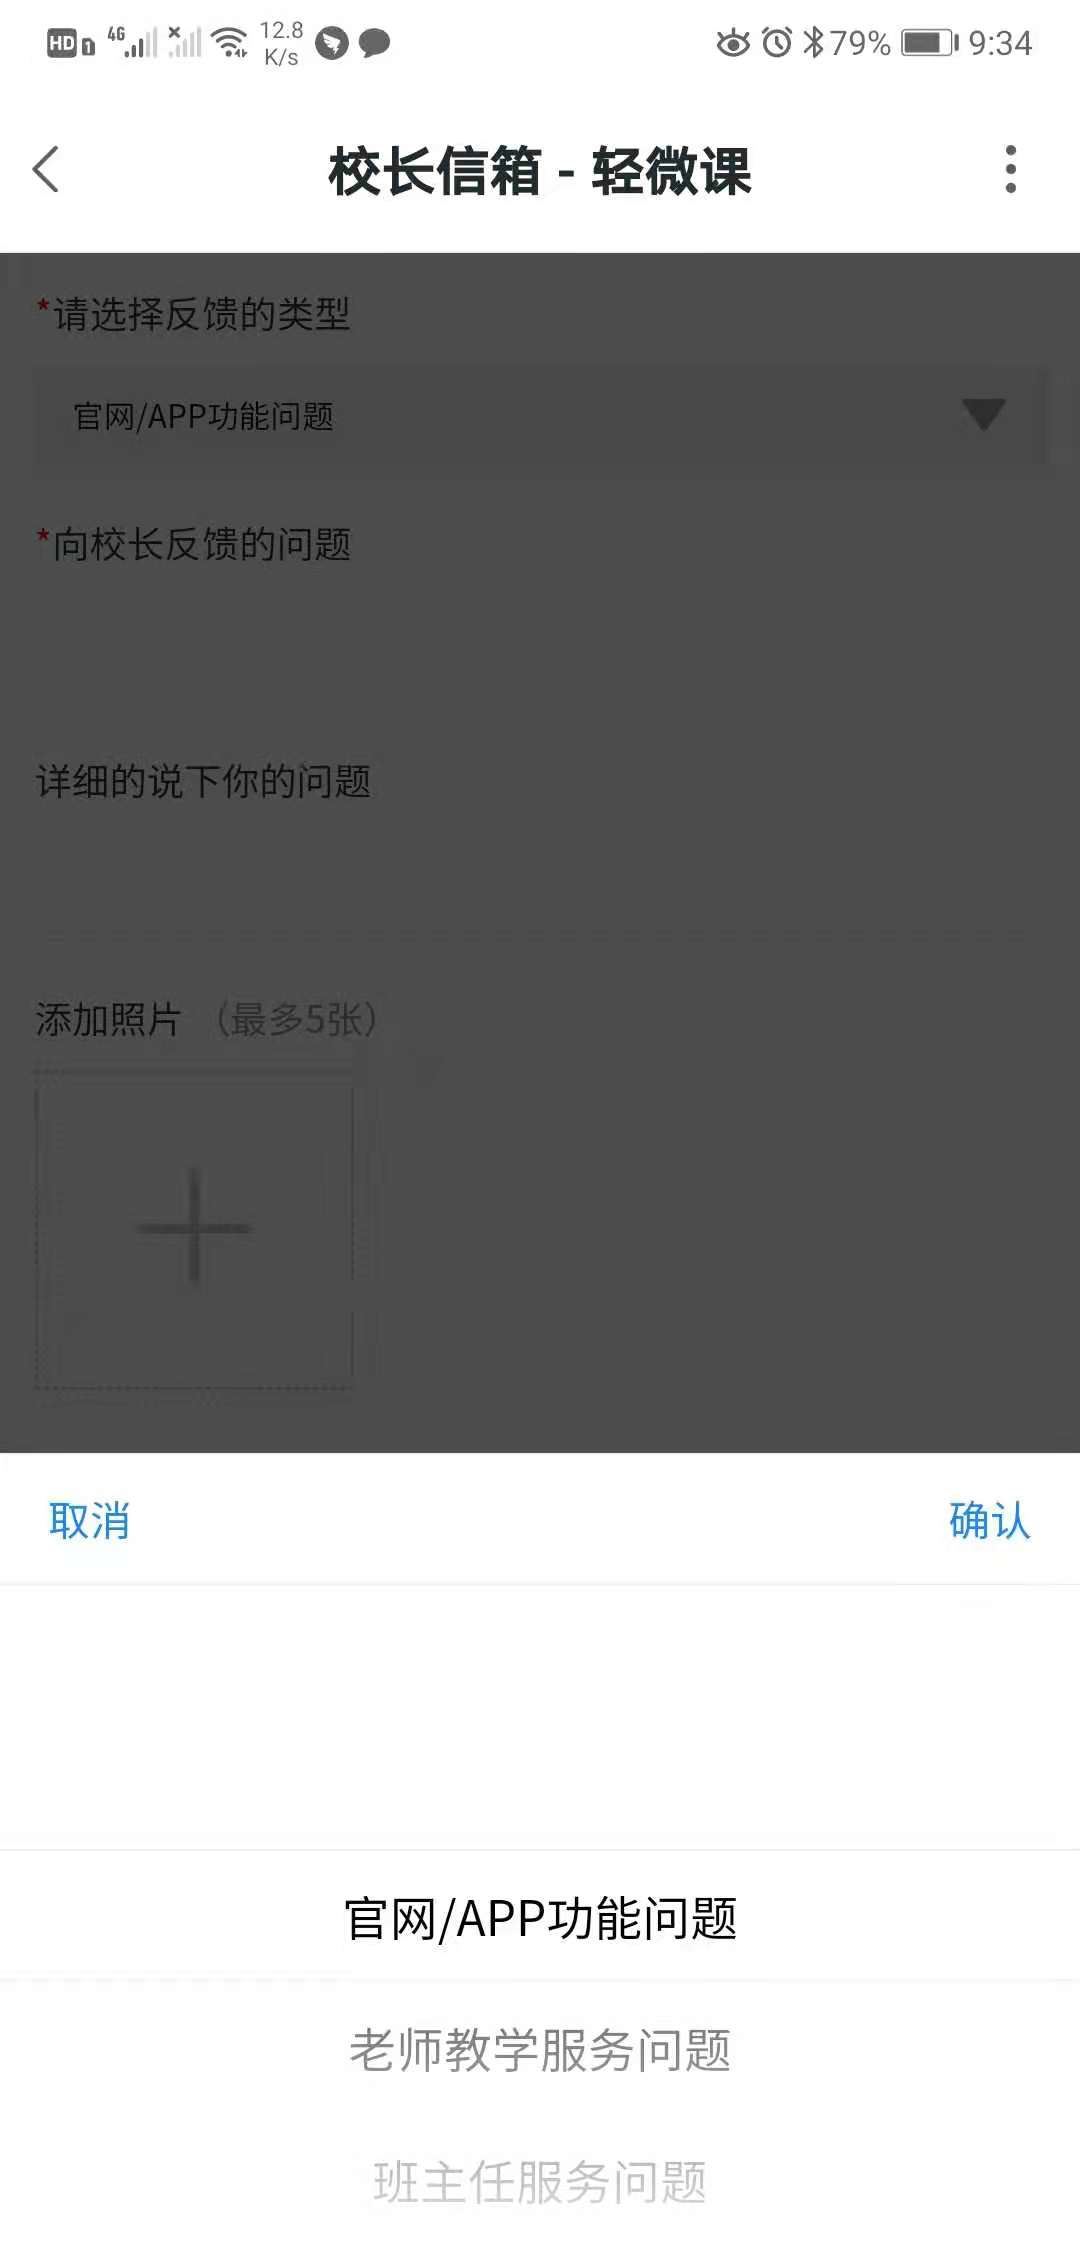 HD 1 4G 12.8 K/s 79% 9:34
校长信箱 - 轻微课
*请选择反馈的类型
官网/APP功能问题
*向校长反馈的问题
详细的说下你的问题
添加照片 （最多5张）
取消 确认
官网/APP功能问题
老师教学服务问题
班主任服务问题